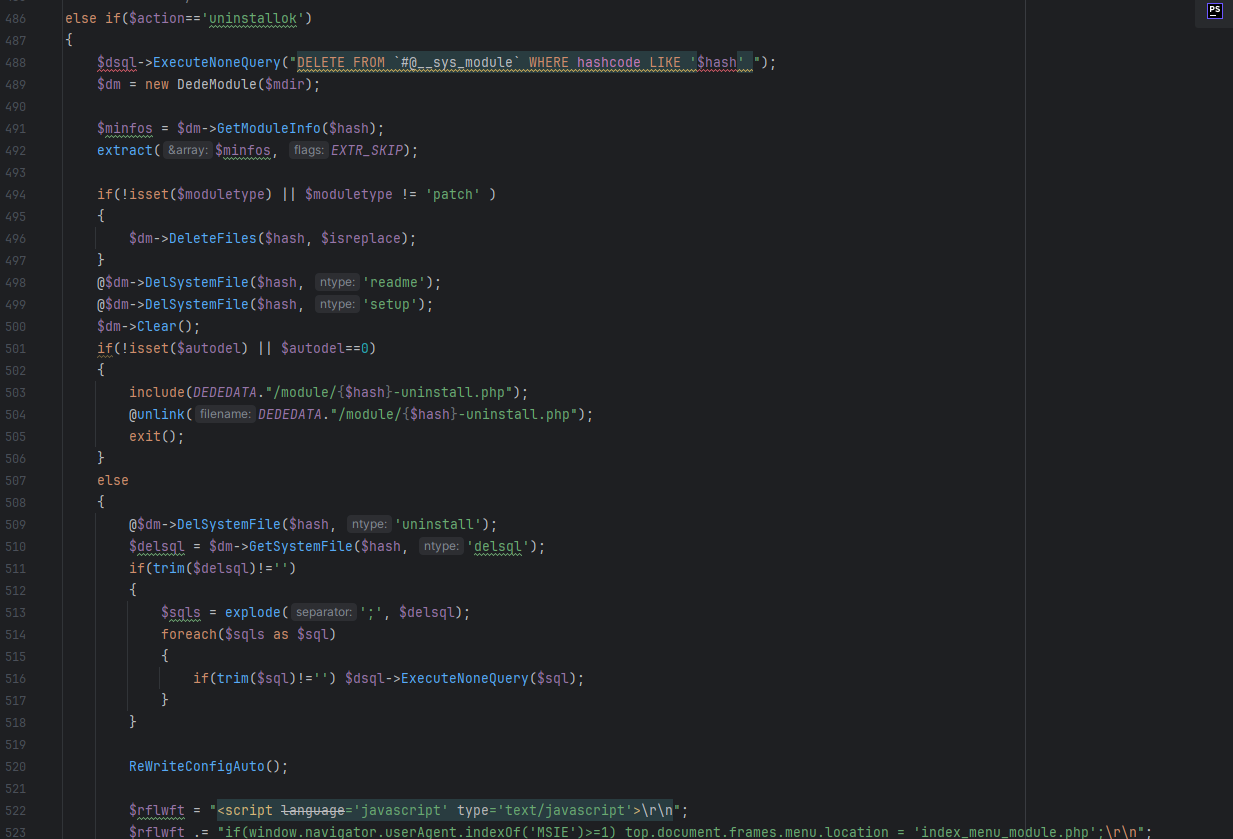 PS
486 else if($action=='uninstallok')
487 {
488 $dsql->ExecuteNoneQuery("DELETE FROM `#@__sys_module` WHERE hashcode LIKE '$hash' ");
489 $dm = new DedeModule($mdir);
490
491 $minfos = $dm->GetModuleInfo($hash);
492 extract( &array: $minfos, flags: EXTR_SKIP);
493
494 if(!isset($moduletype) || $moduletype != 'patch' )
495 {
496 $dm->DeleteFiles($hash, $isreplace);
497 }
498 @$dm->DelSystemFile($hash, ntype: 'readme');
499 @$dm->DelSystemFile($hash, ntype: 'setup');
500 $dm->Clear();
501 if(!isset($autodel) || $autodel==0)
502 {
503 include(DEDEDATA."/module/{$hash}-uninstall.php");
504 @unlink( filename: DEDEDATA."/module/{$hash}-uninstall.php");
505 exit();
506 }
507 else
508 {
509 @$dm->DelSystemFile($hash, ntype: 'uninstall');
510 $delsql = $dm->GetSystemFile($hash, ntype: 'delsql');
511 if(trim($delsql)!='')
512 {
513 $sqls = explode( separator: ';', $delsql);
514 foreach($sqls as $sql)
515 {
516 if(trim($sql)!='') $dsql->ExecuteNoneQuery($sql);
517 }
518 }
519
520 ReWriteConfigAuto();
521
522 $rflwft = "<script language='javascript' type='text/javascript'>\r\n";
523 $rflwft .= "if(window.navigator.userAgent.indexOf('MSIE')>=1) top.document.frames.menu.location = 'index_menu_module.php';\r\n";